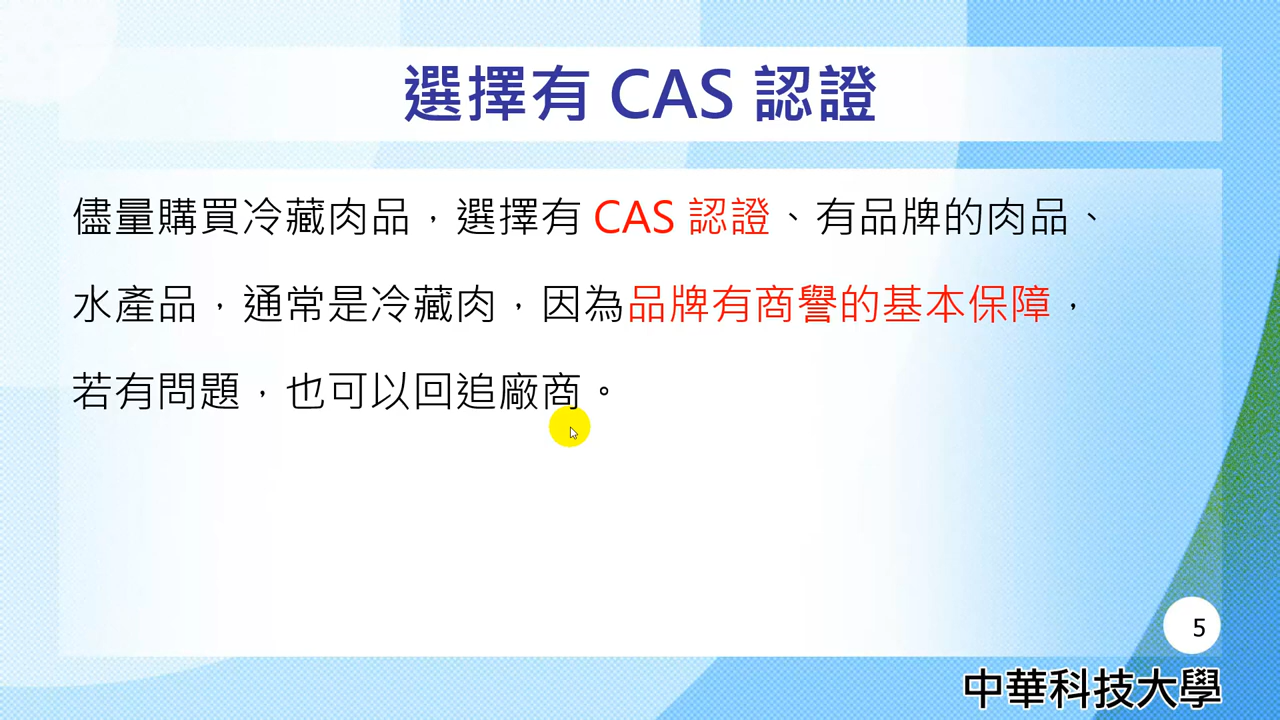 選擇有 CAS 認證
儘量購買冷藏肉品，選擇有 CAS 認證、有品牌的肉品、
水產品，通常是冷藏肉，因為品牌有商譽的基本保障，
若有問題，也可以回追廠商。
5
中華科技大學